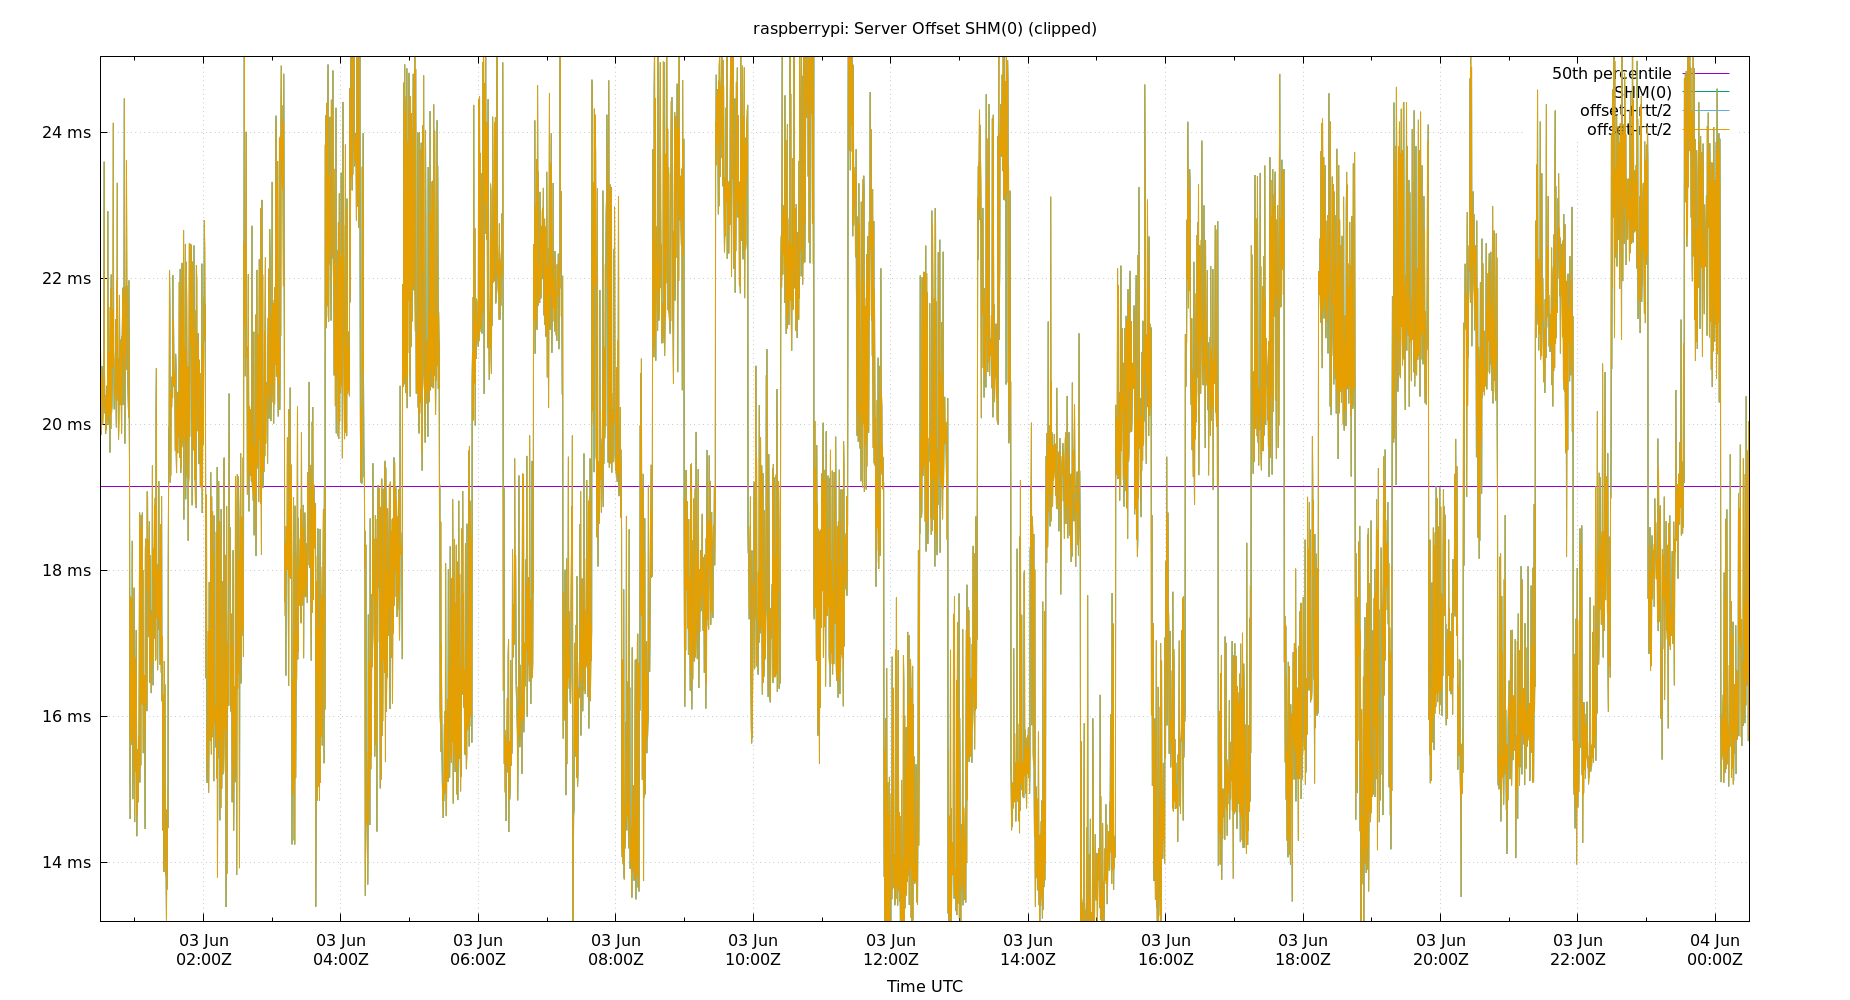 raspberrypi: Server Offset SHM(0) (clipped)
50th percentile
SHM(0)
offset+rtt/2
offset-rtt/2
24 ms
22 ms
20 ms
18 ms
16 ms
14 ms
03 Jun 03 Jun 03 Jun 03 Jun 03 Jun 03 Jun 03 Jun 03 Jun 03 Jun 03 Jun 03 Jun 04 Jun
02:00Z 04:00Z 06:00Z 08:00Z 10:00Z 12:00Z 14:00Z 16:00Z 18:00Z 20:00Z 22:00Z 00:00Z
Time UTC